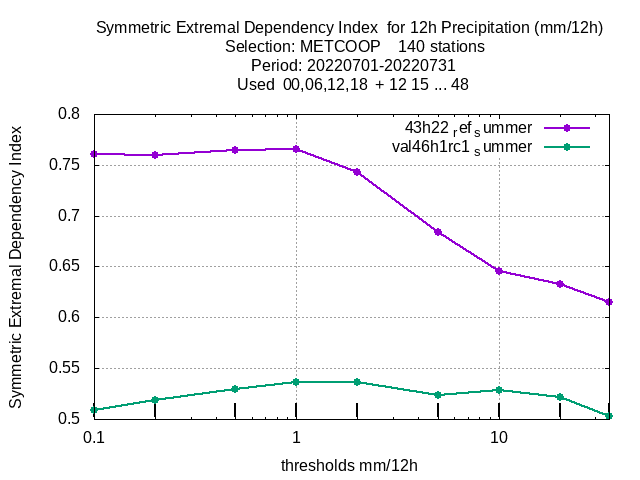 Symmetric Extremal Dependency Index  for 12h Precipitation (mm/12h)
Selection: METCOOP    140 stations
Period: 20220701-20220731
Used  00,06,12,18  + 12 15 ... 48
Symmetric Extremal Dependency Index
0.8
0.75
0.7
0.65
0.6
0.55
0.5
43h22 refsummer
val46h1rc1 summer
0.1 1 10
thresholds mm/12h